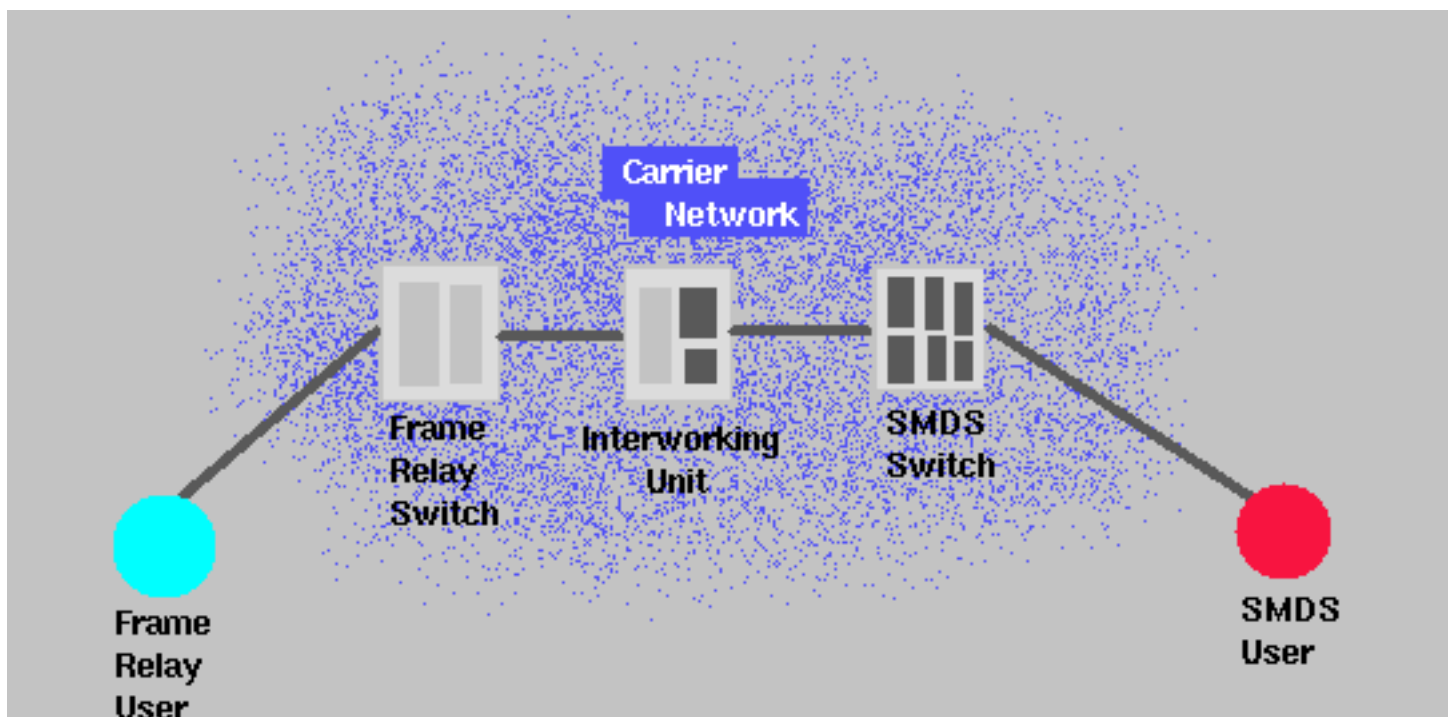 Carrier
Network
Frame
Relay
Switch
Interworking
Unit
SMDS
Switch
Frame
Relay
User
SMDS
User